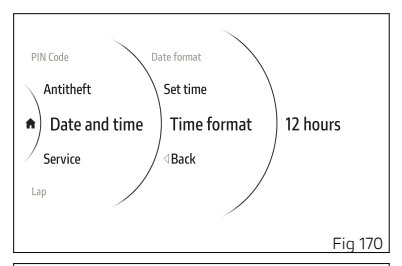 PIN Code
Date format
Antitheft
Set time
Date and time
Time format
12 hours
Service
Back
Lap
Fig 170